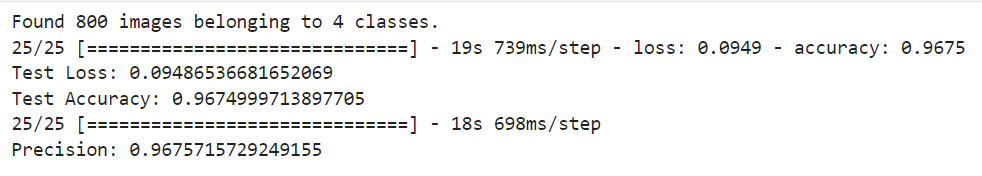 Found 800 images belonging to 4 classes.
25/25 [==============================] - 19s 739ms/step - loss: 0.0949 - accuracy: 0.9675
Test Loss: 0.09486536681652069
Test Accuracy: 0.9674999713897705
25/25 [==============================] - 18s 698ms/step
Precision: 0.9675715729249155